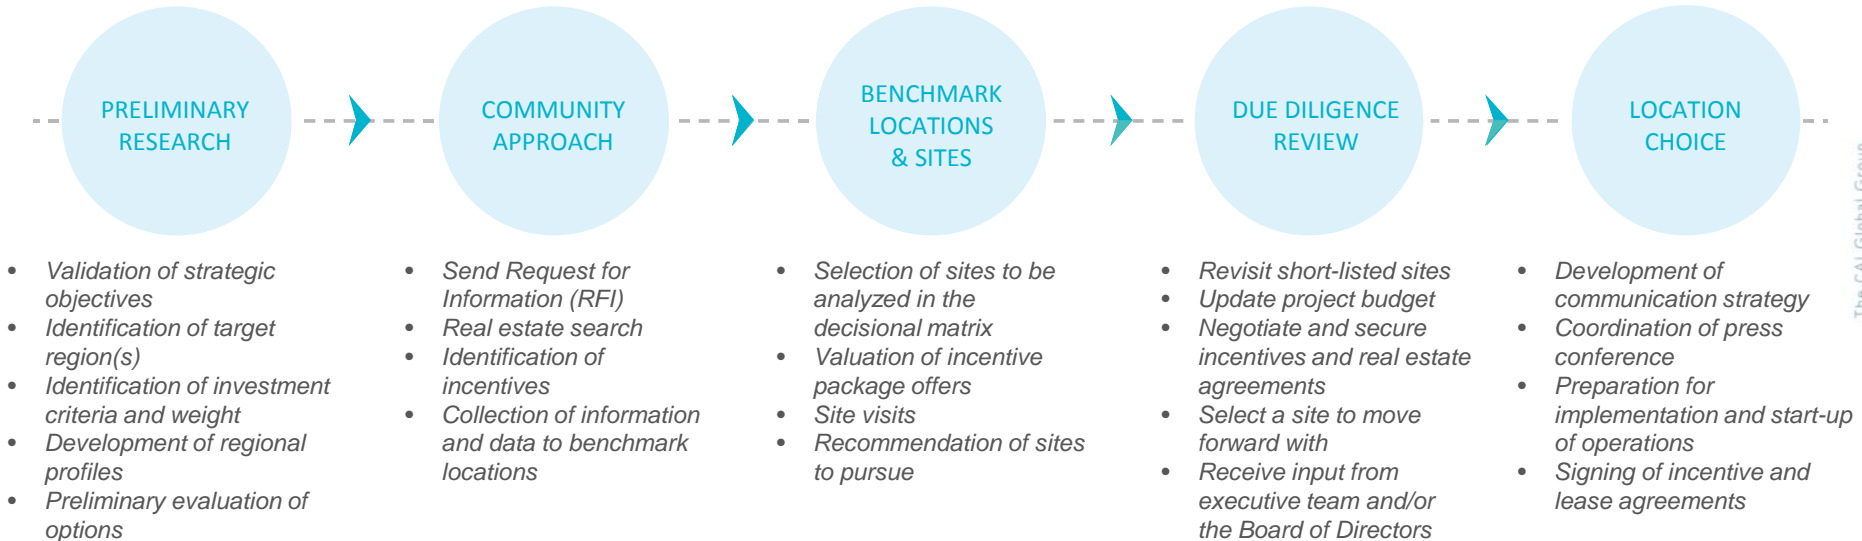 PRELIMINARY
RESEARCH
COMMUNITY
APPROACH
BENCHMARK
LOCATIONS
& SITES
DUE DILIGENCE
REVIEW
LOCATION
CHOICE
• Validation of strategic
objectives
• Identification of target
region(s)
• Identification of investment
criteria and weight
• Development of regional
profiles
• Preliminary evaluation of
options
• Send Request for
Information (RFI)
• Real estate search
• Identification of
incentives
• Collection of information
and data to benchmark
locations
• Selection of sites to be
analyzed in the
decisional matrix
• Valuation of incentive
package offers
• Site visits
• Recommendation of sites
to pursue
• Revisit short-listed sites
• Update project budget
• Negotiate and secure
incentives and real estate
agreements
• Select a site to move
forward with
• Receive input from
executive team and/or
the Board of Directors
• Development of
communication strategy
• Coordination of press
conference
• Preparation for
implementation and start-up
of operations
• Signing of incentive and
lease agreements
The CAI Global Group